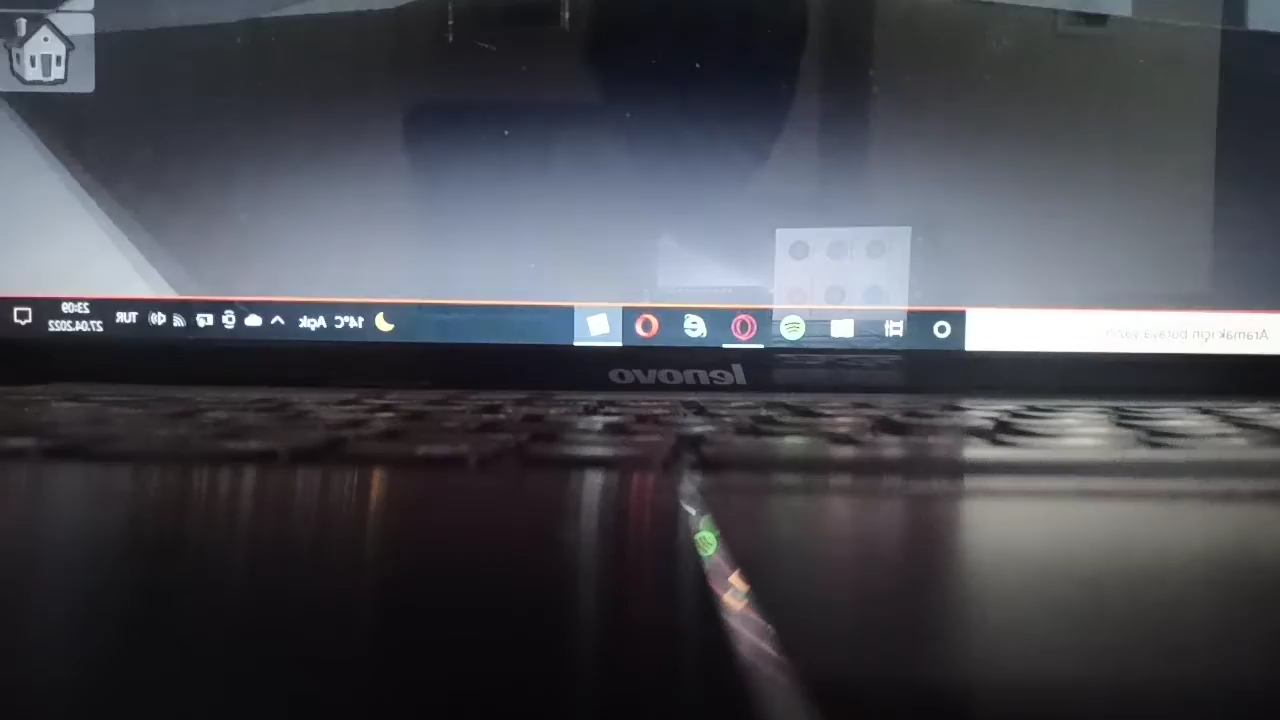 Aramak için buraya yazın
14°C Açık
TUR
23:09
27.04.2022
lenovo